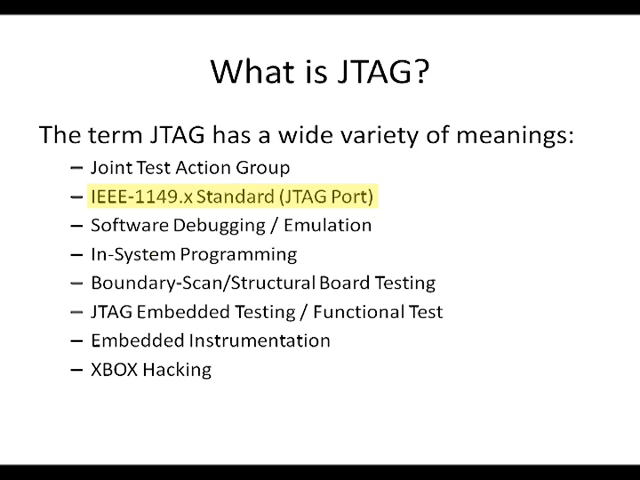 What is JTAG?
The term JTAG has a wide variety of meanings:
– Joint Test Action Group
– IEEE-1149.x Standard (JTAG Port)
– Software Debugging / Emulation
– In-System Programming
– Boundary-Scan/Structural Board Testing
– JTAG Embedded Testing / Functional Test
– Embedded Instrumentation
– XBOX Hacking